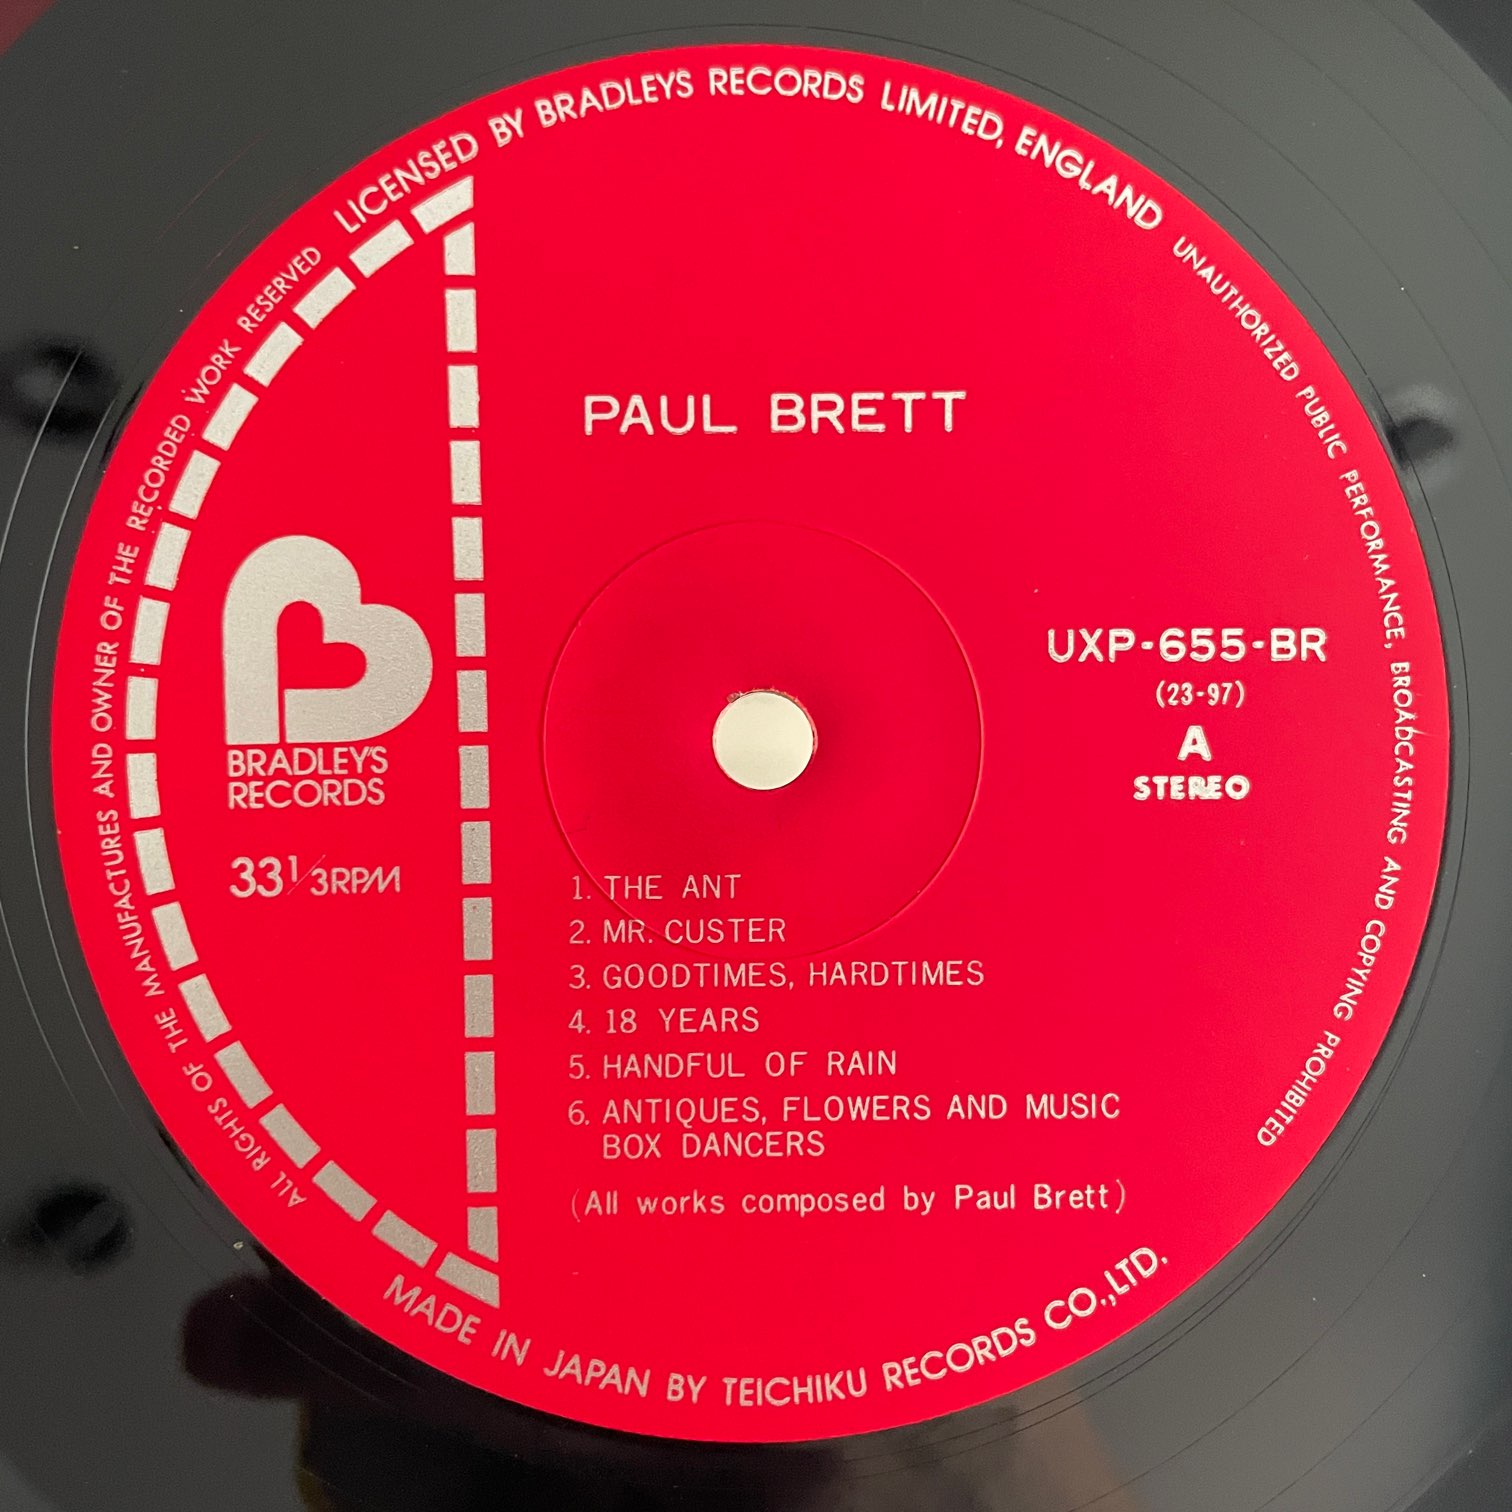 ALL RIGHTS OF THE MANUFACTURES AND OWNER OF THE RECORDED WORK RESERVED LICENSED BY BRADLEYS RECORDS LIMITED, ENGLAND UNAUTHORIZED PUBLIC PERFORMANCE, BROADCASTING AND COPYING PROHIBITED
PAUL BRETT
UXP-655-BR
(23-97)
A
STEREO
BRADLEY'S
RECORDS
33 1/3 RPM
1. THE ANT
2. MR. CUSTER
3. GOODTIMES, HARDTIMES
4. 18 YEARS
5. HANDFUL OF RAIN
6. ANTIQUES, FLOWERS AND MUSIC
BOX DANCERS
(All works composed by Paul Brett)
MADE IN JAPAN BY TEICHIKU RECORDS CO.,LTD.